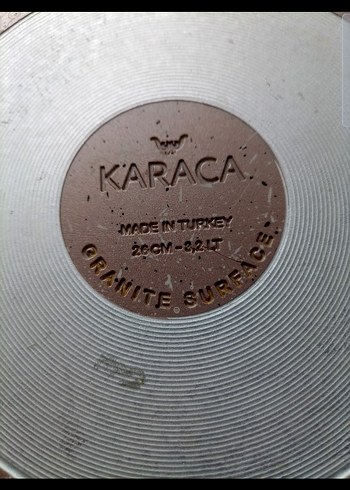 KARACA
MADE IN TURKEY
26CM - 3,2 LT
GRANITE SURFACE.